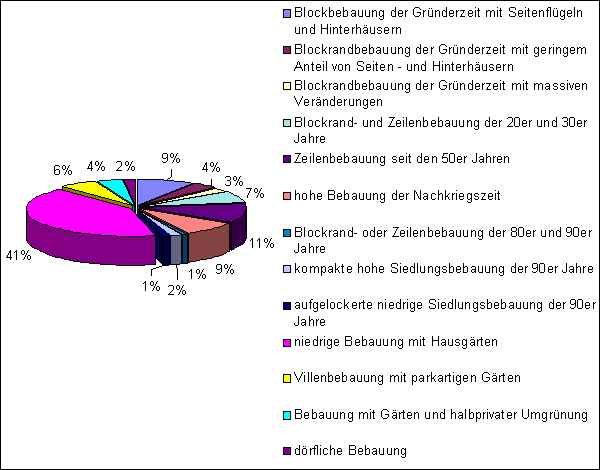 Blockbebauung der Gründerzeit mit Seitenflügeln
und Hinterhäusern
Blockrandbebauung der Gründerzeit mit geringem
Anteil von Seiten - und Hinterhäusern
Blockrandbebauung der Gründerzeit mit massiven
Veränderungen
Blockrand- und Zeilenbebauung der 20er und 30er
Jahre
Zeilenbebauung seit den 50er Jahren
hohe Bebauung der Nachkriegszeit
Blockrand- oder Zeilenbebauung der 80er und 90er
Jahre
kompakte hohe Siedlungsbebauung der 90er Jahre
aufgelockerte niedrige Siedlungsbebauung der 90er
Jahre
niedrige Bebauung mit Hausgärten
Villenbebauung mit parkartigen Gärten
Bebauung mit Gärten und halbprivater Umgrünung
dörfliche Bebauung
9%
4%
3%
7%
11%
9%
1%
2%
1%
41%
6%
4%
2%